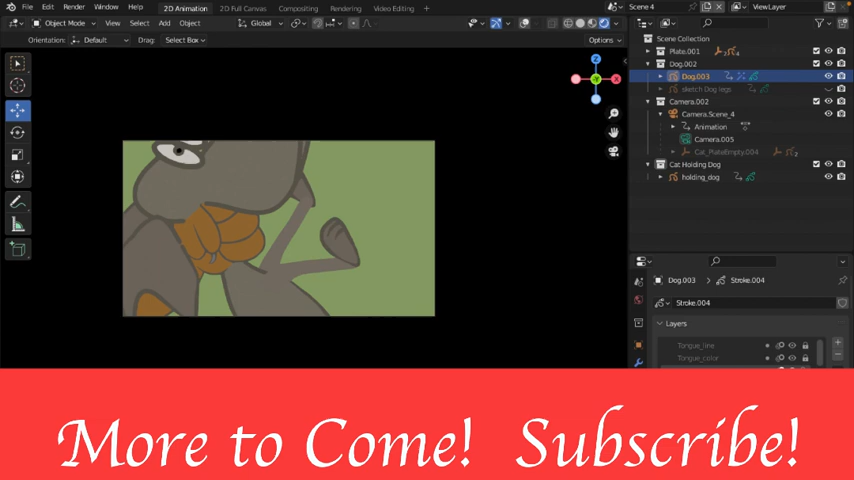 File Edit Render Window Help 2D Animation 2D Full Canvas Compositing Rendering Video Editing Scene 4 ViewLayer
Object Mode View Select Add Object Global
Orientation: Default Drag: Select Box Options
Scene Collection
Plate.001
Dog.002
Dog.003
sketch Dog legs
Camera.002
Camera.Scene_4
Animation
Camera.005
Cat_PlateEmpty.004
Cat Holding Dog
holding_dog
Z
X
Y
Dog.003 Stroke.004
Stroke.004
Layers
Tongue_line
Tongue_color
More to Come! Subscribe!